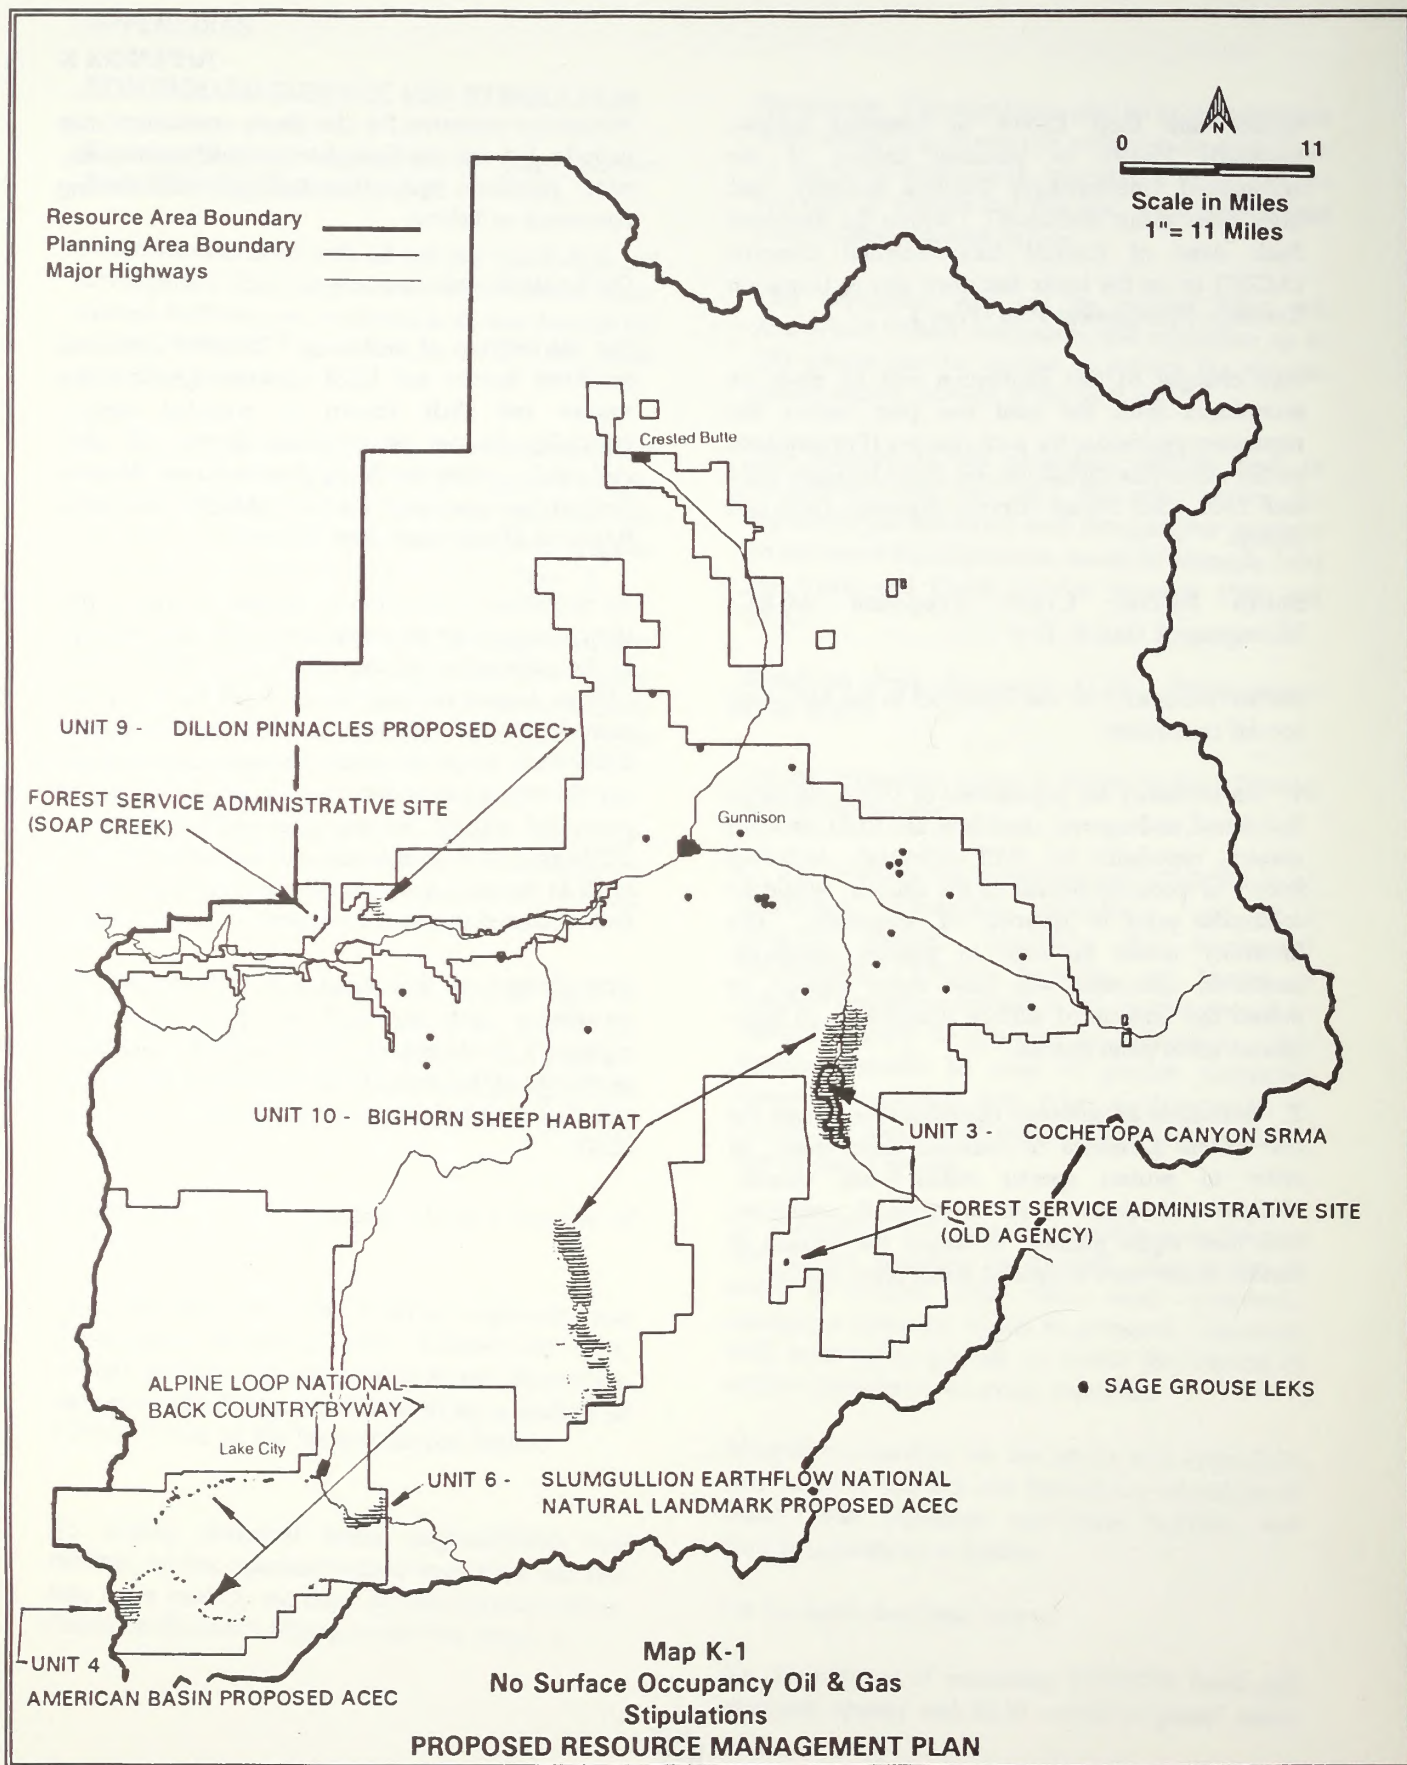 N
0 11
Scale in Miles
1"= 11 Miles
Resource Area Boundary
Planning Area Boundary
Major Highways
Crested Butte
UNIT 9 - DILLON PINNACLES PROPOSED ACEC
FOREST SERVICE ADMINISTRATIVE SITE
(SOAP CREEK)
Gunnison
UNIT 10 - BIGHORN SHEEP HABITAT
UNIT 3 - COCHETOPA CANYON SRMA
FOREST SERVICE ADMINISTRATIVE SITE
(OLD AGENCY)
ALPINE LOOP NATIONAL
BACK COUNTRY BYWAY
SAGE GROUSE LEKS
Lake City
UNIT 6 - SLUMGULLION EARTHFLOW NATIONAL
NATURAL LANDMARK PROPOSED ACEC
UNIT 4
AMERICAN BASIN PROPOSED ACEC
Map K-1
No Surface Occupancy Oil & Gas
Stipulations
PROPOSED RESOURCE MANAGEMENT PLAN